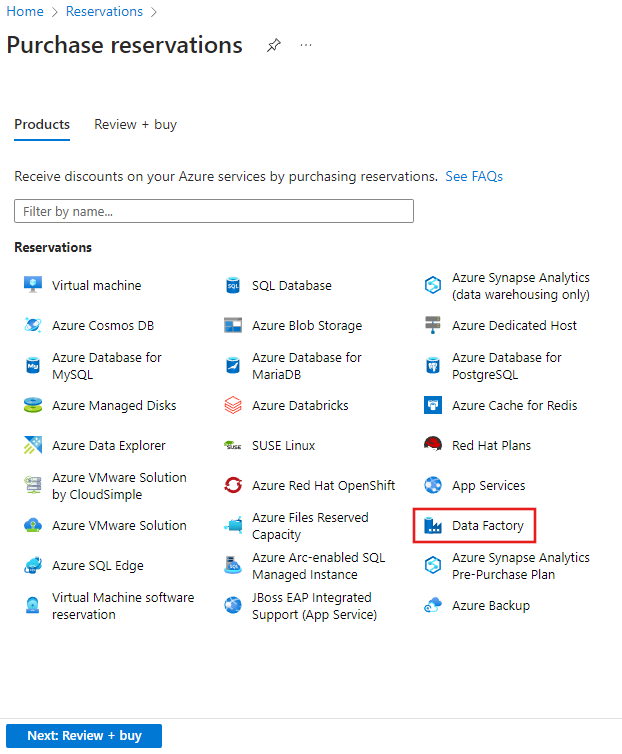 Home > Reservations >
Purchase reservations ...
Products Review + buy
Receive discounts on your Azure services by purchasing reservations. See FAQs
Filter by name...
Reservations
Virtual machine
SQL Database
Azure Synapse Analytics
(data warehousing only)
Azure Cosmos DB
Azure Blob Storage
Azure Dedicated Host
Azure Database for
MySQL
Azure Database for
MariaDB
Azure Database for
PostgreSQL
Azure Managed Disks
Azure Databricks
Azure Cache for Redis
Azure Data Explorer
SUSE Linux
Red Hat Plans
Azure VMware Solution
by CloudSimple
Azure Red Hat OpenShift
App Services
Azure VMware Solution
Azure Files Reserved
Capacity
Data Factory
Azure SQL Edge
Azure Arc-enabled SQL
Managed Instance
Azure Synapse Analytics
Pre-Purchase Plan
Virtual Machine software
reservation
JBoss EAP Integrated
Support (App Service)
Azure Backup
Next: Review + buy